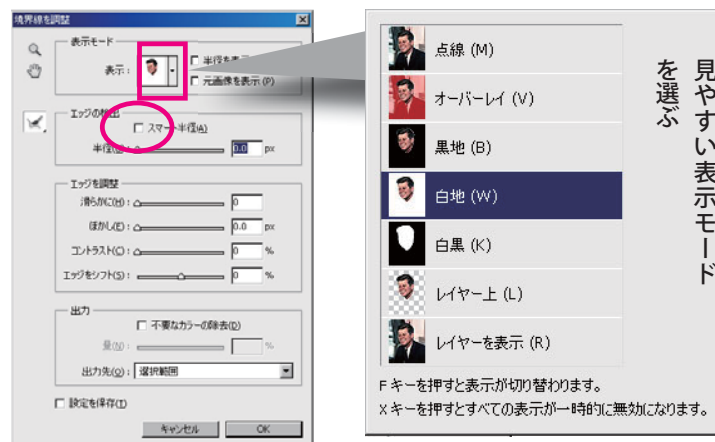 境界線を調整
表示モード
表示:
半径を表示
元画像を表示 (P)
エッジの検出
スマート半径(A)
半径 0.0 px
エッジを調整
滑らかに(H): 0
ぼかし(E): 0.0 px
コントラスト(C): 0 %
エッジをシフト(S): 0 %
出力
不要なカラーの除去(D)
量(N): %
出力先(O): 選択範囲
設定を保存(T)
キャンセル OK
点線 (M)
オーバーレイ (V)
黒地 (B)
白地 (W)
白黒 (K)
レイヤー上 (L)
レイヤーを表示 (R)
F キーを押すと表示が切り替わります。
X キーを押すとすべての表示が一時的に無効になります。
見やすい表示モード
を選ぶ